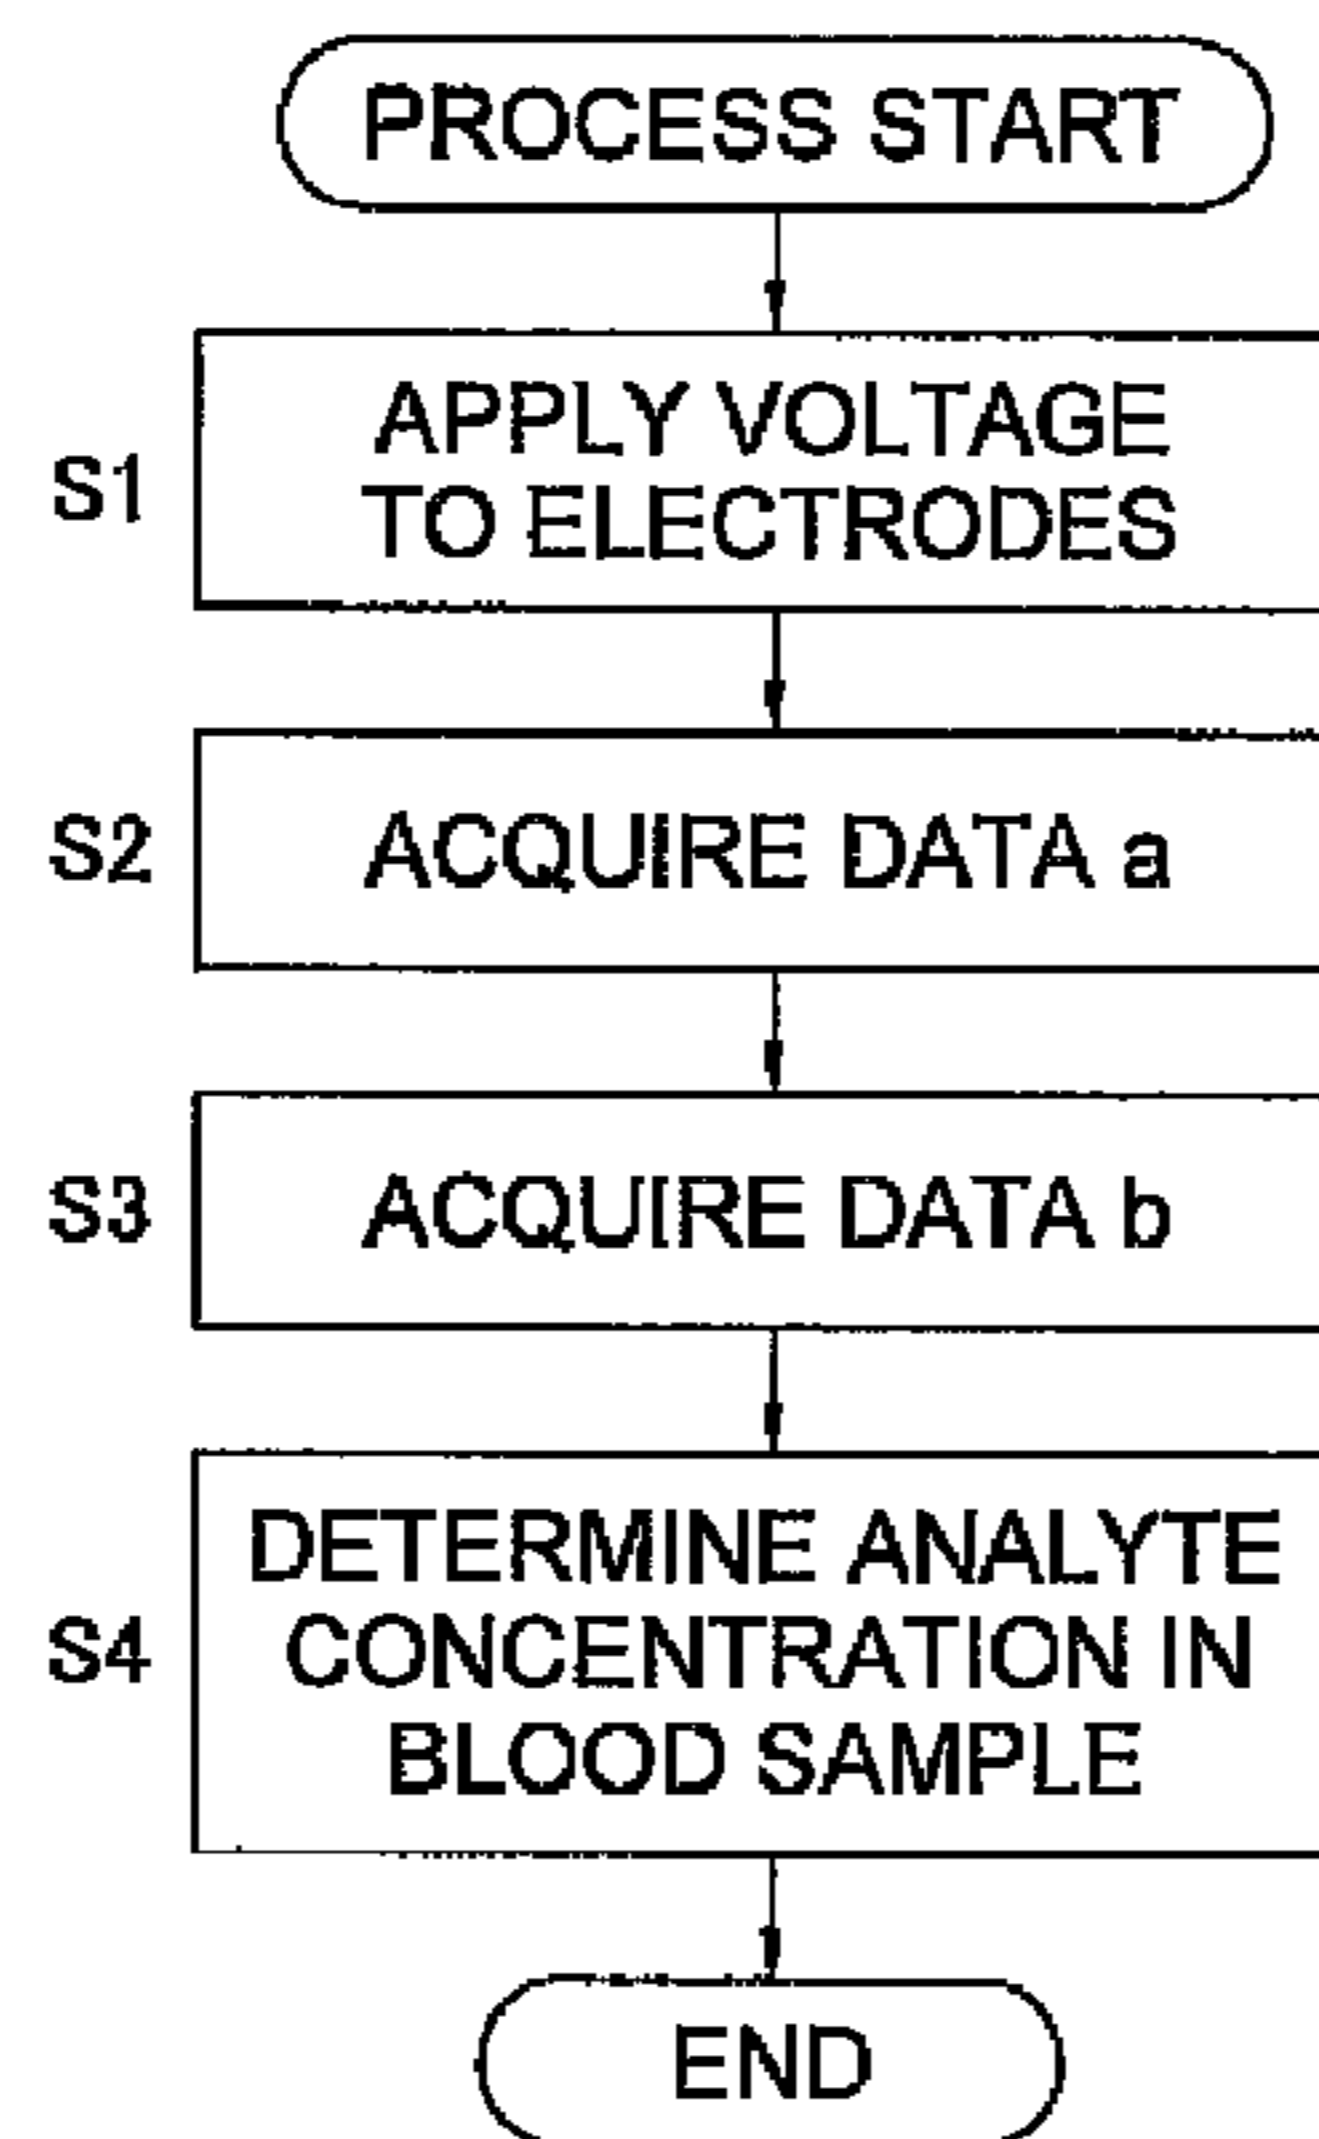 PROCESS START
S1
APPLY VOLTAGE
TO ELECTRODES
S2
ACQUIRE DATA a
S3
ACQUIRE DATA b
S4
DETERMINE ANALYTE
CONCENTRATION IN
BLOOD SAMPLE
END